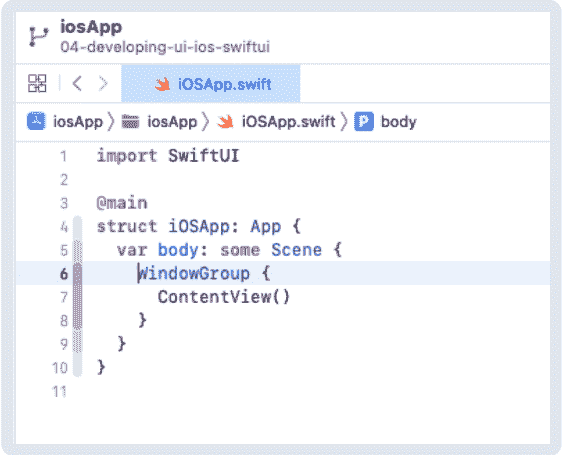 iosApp
04-developing-ui-ios-swiftui
iOSApp.swift
iosApp iosApp iOSApp.swift P body
1 import SwiftUI
2
3 @main
4 struct iOSApp: App {
5   var body: some Scene {
6     WindowGroup {
7       ContentView()
8     }
9   }
10 }
11